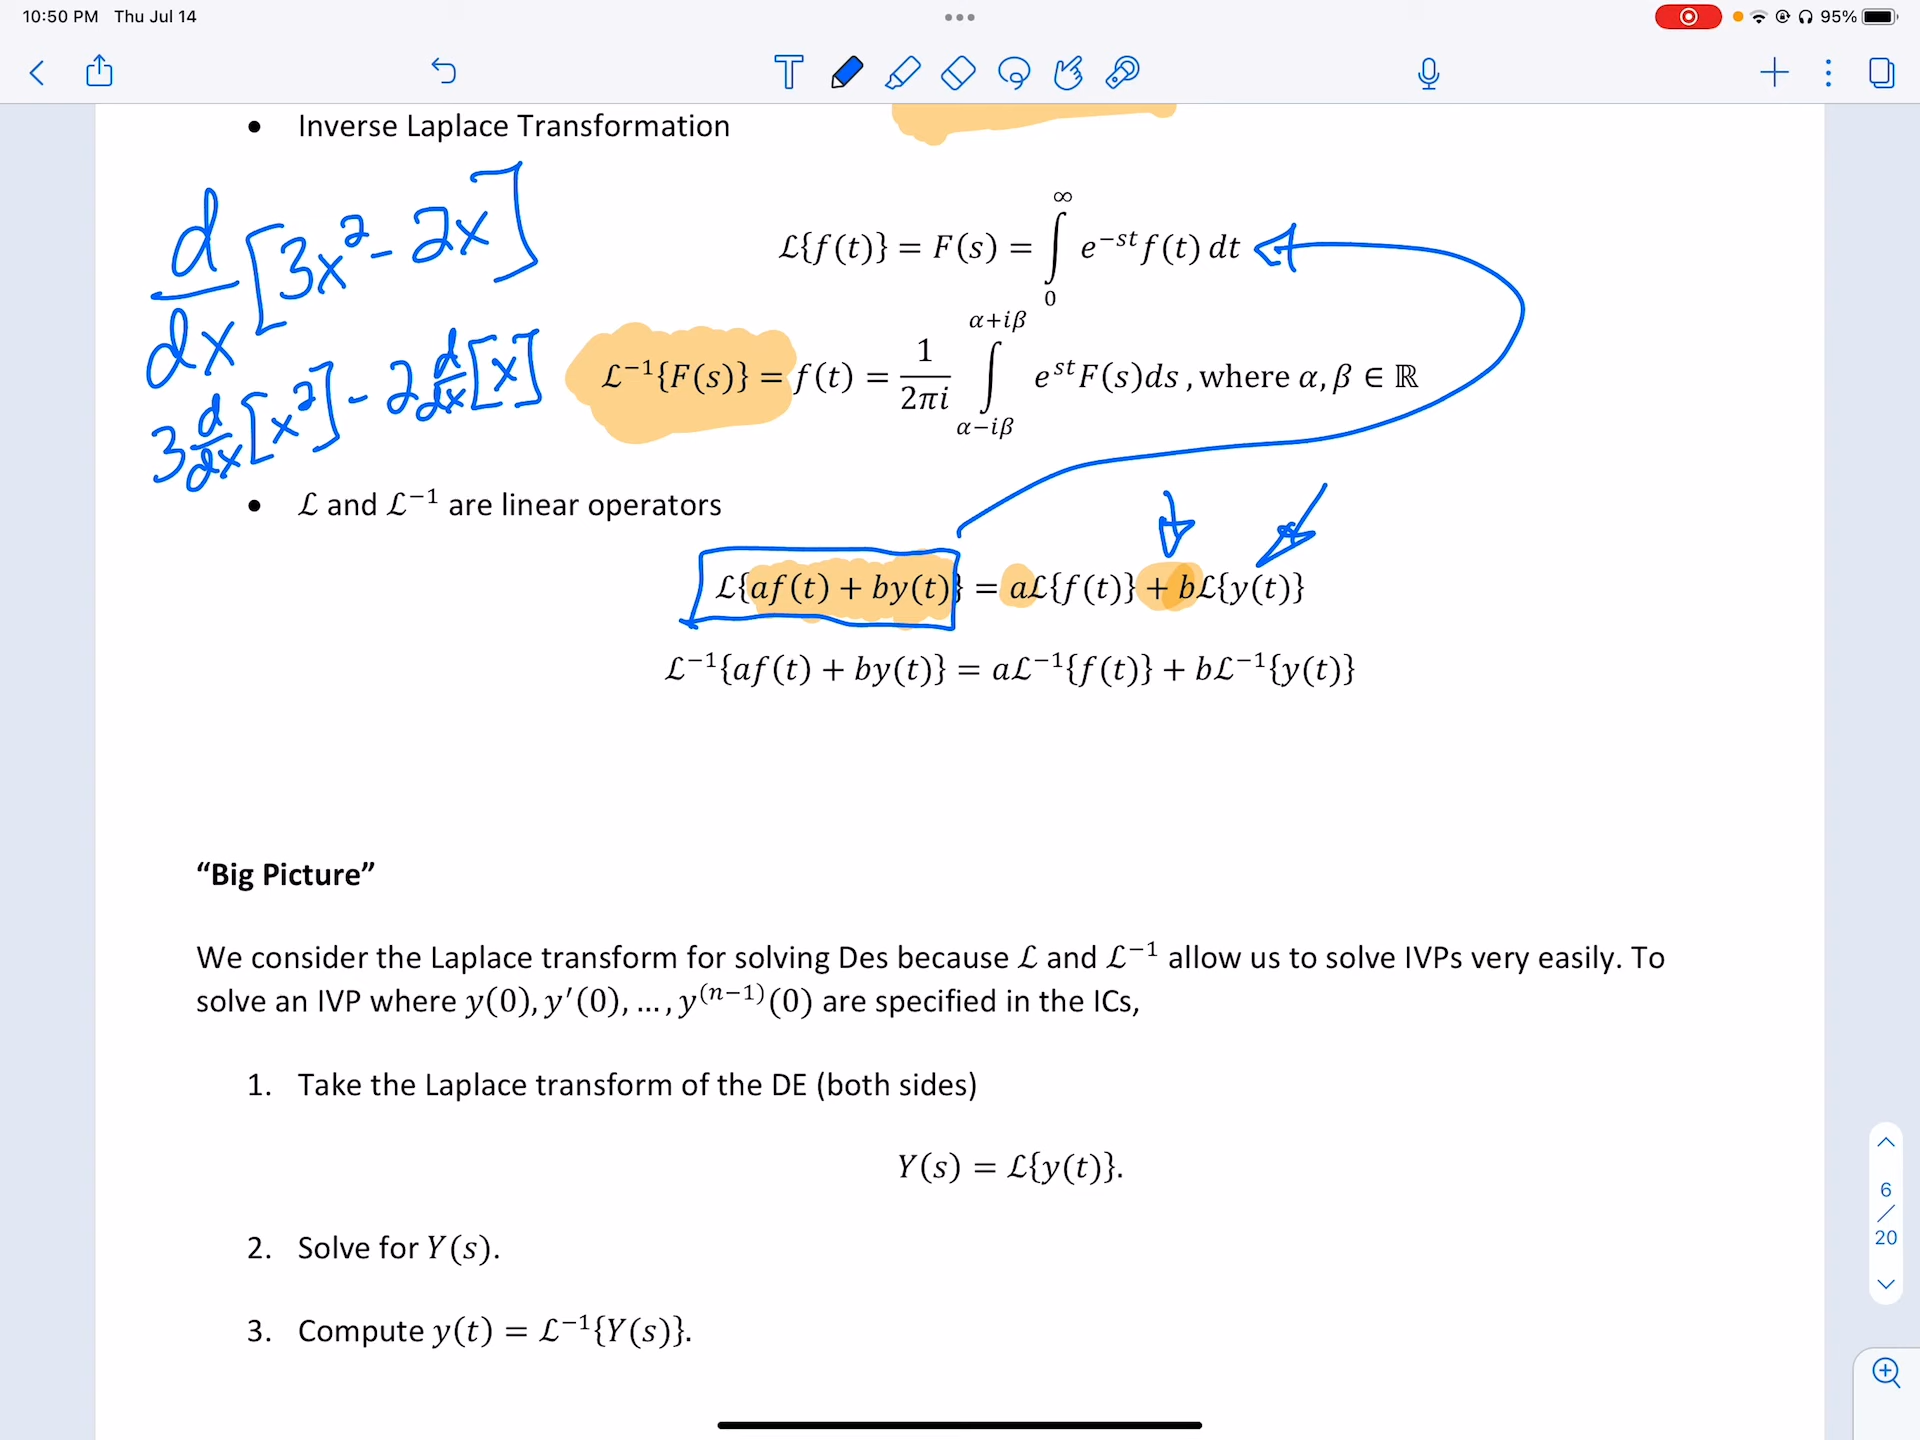 10:50 PM Thu Jul 14
95%
• Inverse Laplace Transformation
d/dx [3x² - 2x]
ℒ{f(t)} = F(s) = ∫₀^∞ e^{-st} f(t) dt
3 d/dx [x²] - 2 d/dx [x]
ℒ⁻¹{F(s)} = f(t) = 1/(2πi) ∫_{α-iβ}^{α+iβ} e^{st} F(s)ds , where α, β ∈ ℝ
• ℒ and ℒ⁻¹ are linear operators
ℒ{af(t) + by(t)} = aℒ{f(t)} + bℒ{y(t)}
ℒ⁻¹{af(t) + by(t)} = aℒ⁻¹{f(t)} + bℒ⁻¹{y(t)}
“Big Picture”
We consider the Laplace transform for solving Des because ℒ and ℒ⁻¹ allow us to solve IVPs very easily. To
solve an IVP where y(0), y′(0), … , y^{(n−1)}(0) are specified in the ICs,
1. Take the Laplace transform of the DE (both sides)
Y(s) = ℒ{y(t)}.
2. Solve for Y(s).
3. Compute y(t) = ℒ⁻¹{Y(s)}.
6
/
20